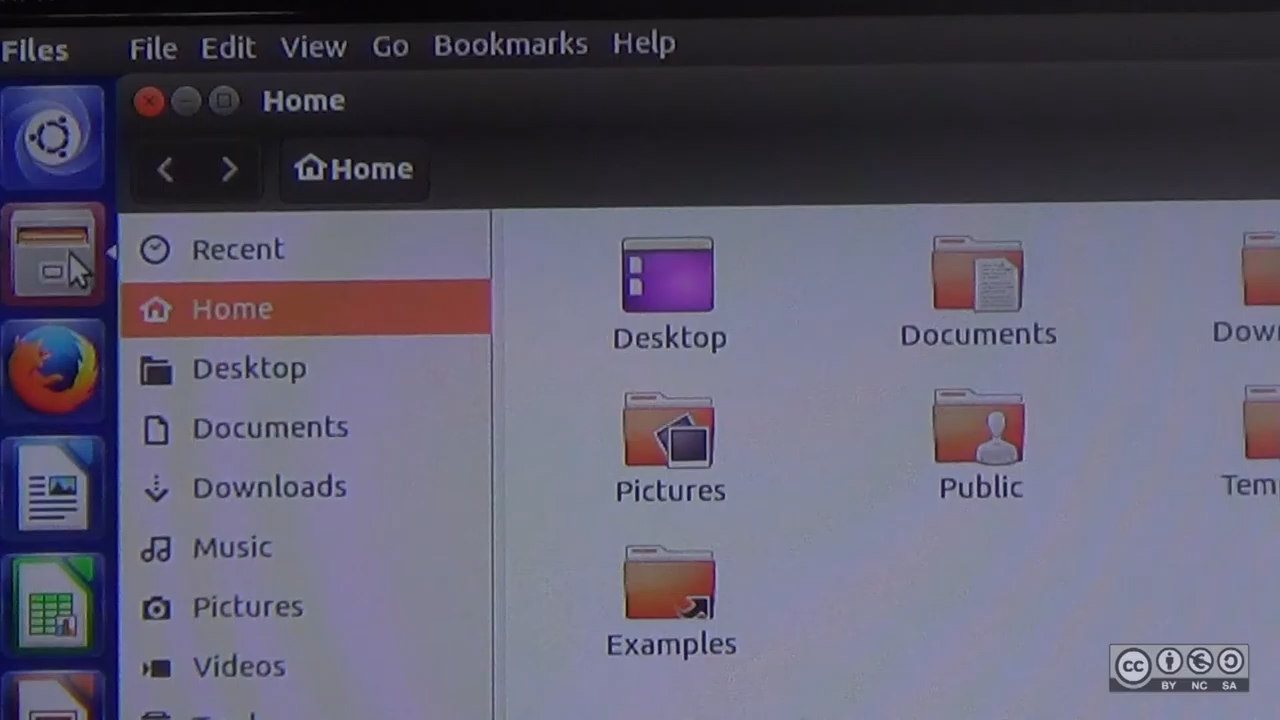 Files File Edit View Go Bookmarks Help
Home
Home
Recent
Home
Desktop
Documents
Downloads
Music
Pictures
Videos
Desktop
Documents
Pictures
Public
Examples
CC
BY NC SA